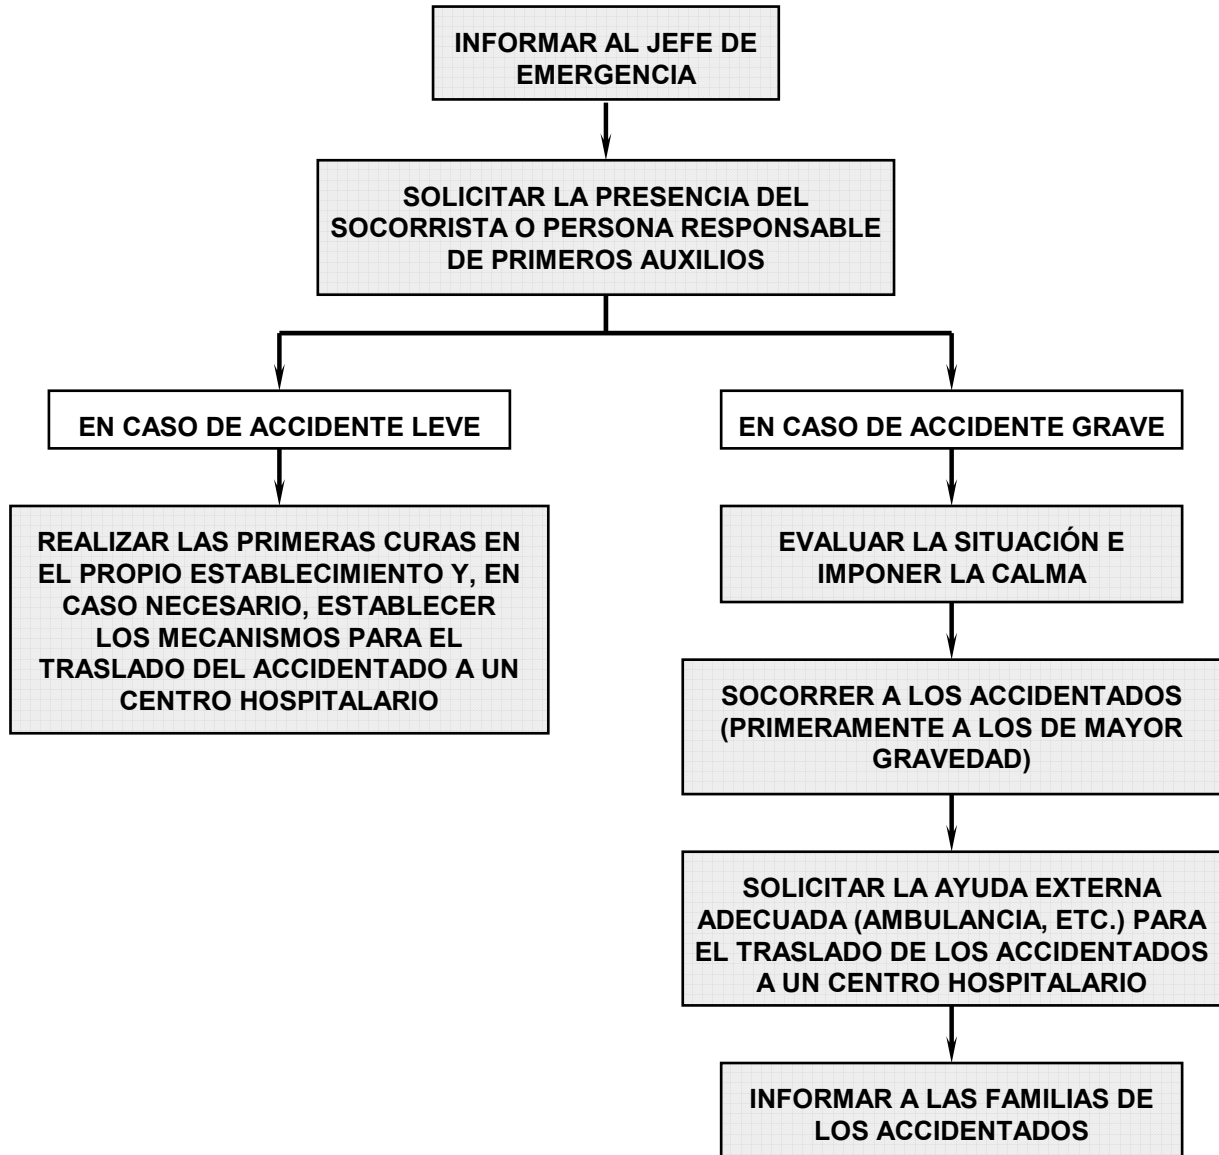 INFORMAR AL JEFE DE
EMERGENCIA
SOLICITAR LA PRESENCIA DEL
SOCORRISTA O PERSONA RESPONSABLE
DE PRIMEROS AUXILIOS
EN CASO DE ACCIDENTE LEVE
REALIZAR LAS PRIMERAS CURAS EN
EL PROPIO ESTABLECIMIENTO Y, EN
CASO NECESARIO, ESTABLECER
LOS MECANISMOS PARA EL
TRASLADO DEL ACCIDENTADO A UN
CENTRO HOSPITALARIO
EN CASO DE ACCIDENTE GRAVE
EVALUAR LA SITUACIÓN E
IMPONER LA CALMA
SOCORRER A LOS ACCIDENTADOS
(PRIMERAMENTE A LOS DE MAYOR
GRAVEDAD)
SOLICITAR LA AYUDA EXTERNA
ADECUADA (AMBULANCIA, ETC.) PARA
EL TRASLADO DE LOS ACCIDENTADOS
A UN CENTRO HOSPITALARIO
INFORMAR A LAS FAMILIAS DE
LOS ACCIDENTADOS